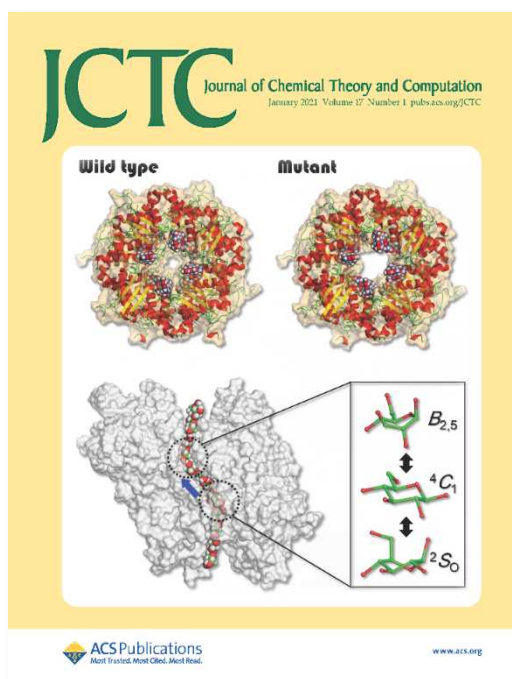 JCTC
Journal of Chemical Theory and Computation
January 2021 Volume 17 Number 1 pubs.acs.org/JCTC
Wild type Mutant
B2,5
4C1
2SO
ACS Publications
Most Trusted. Most Cited. Most Read.
www.acs.org